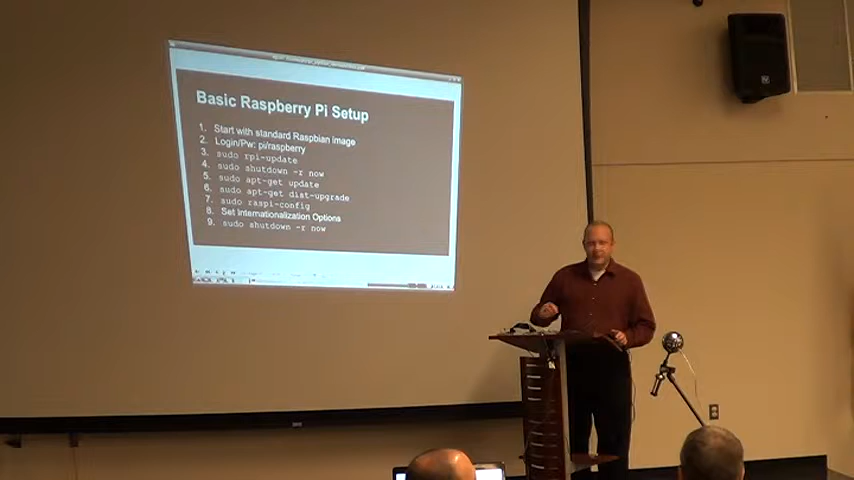 Basic Raspberry Pi Setup
1. Start with standard Raspbian Image
2. Login/Pw: pi/raspberry
3. sudo rpi-update
4. sudo shutdown -r now
5. sudo apt-get update
6. sudo apt-get dist-upgrade
7. sudo raspi-config
8. Set Internationalization Options
9. sudo shutdown -r now